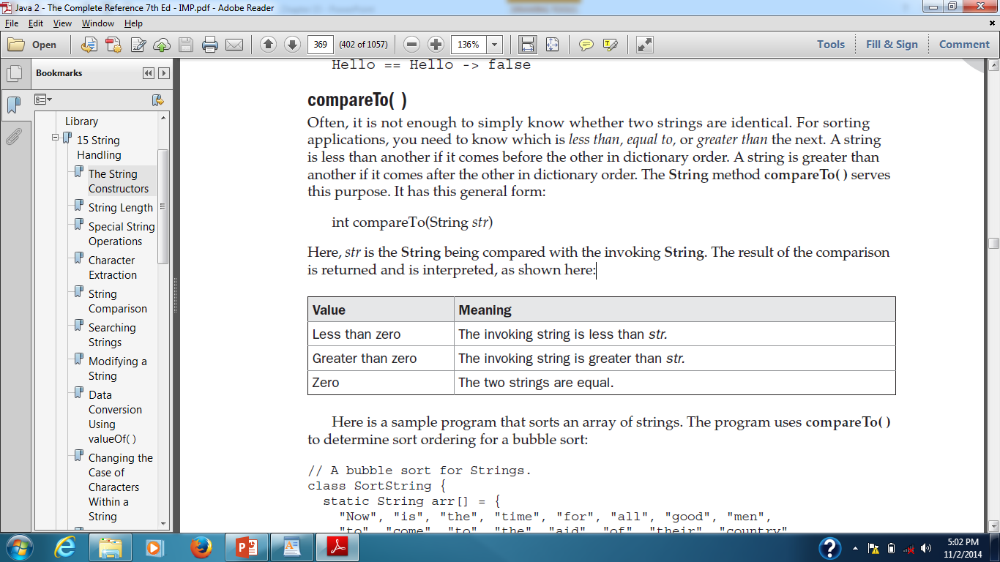 Java 2 - The Complete Reference 7th Ed - IMP.pdf - Adobe Reader
File Edit View Window Help
Open
369 (402 of 1057)
136%
Tools Fill & Sign Comment
Bookmarks
Library
15 String
Handling
The String
Constructors
String Length
Special String
Operations
Character
Extraction
String
Comparison
Searching
Strings
Modifying a
String
Data
Conversion
Using
valueOf( )
Changing the
Case of
Characters
Within a
String
Hello == Hello -> false
compareTo( )
Often, it is not enough to simply know whether two strings are identical. For sorting
applications, you need to know which is less than, equal to, or greater than the next. A string
is less than another if it comes before the other in dictionary order. A string is greater than
another if it comes after the other in dictionary order. The String method compareTo( ) serves
this purpose. It has this general form:
int compareTo(String str)
Here, str is the String being compared with the invoking String. The result of the comparison
is returned and is interpreted, as shown here:
Value Meaning
Less than zero The invoking string is less than str.
Greater than zero The invoking string is greater than str.
Zero The two strings are equal.
Here is a sample program that sorts an array of strings. The program uses compareTo( )
to determine sort ordering for a bubble sort:
// A bubble sort for Strings.
class SortString {
static String arr[] = {
"Now", "is", "the", "time", "for", "all", "good", "men",
"to", "come", "to", "the", "aid", "of", "their", "country"
5:02 PM
11/2/2014